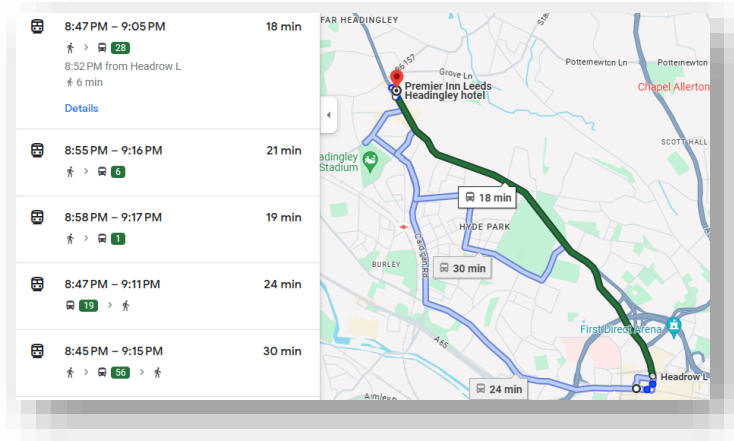 8:47 PM – 9:05 PM 18 min
28
8:52 PM from Headrow L
6 min
Details
8:55 PM – 9:16 PM 21 min
6
8:58 PM – 9:17 PM 19 min
1
8:47 PM – 9:11 PM 24 min
19
8:45 PM – 9:15 PM 30 min
56
FAR HEADINGLEY
Grove Ln
Potternewton Ln
Potternewton
Premier Inn Leeds
Headingley hotel
Chapel Allerton
SCOTT HALL
adingley
Stadium
18 min
HYDE PARK
Cardigan Rd
BURLEY
30 min
First Direct Arena
A65
Headrow L
24 min